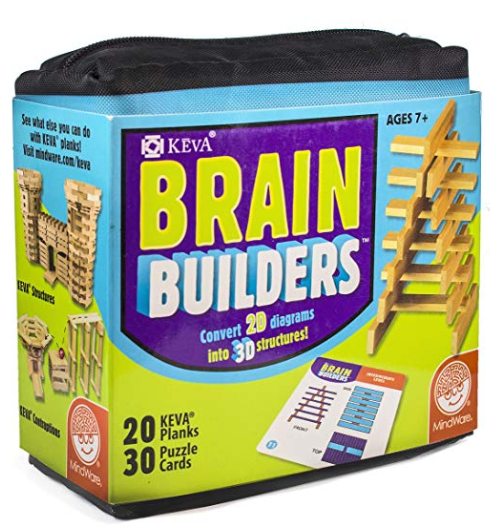 See what else you can do
with KEVA® planks!
Visit mindware.com/keva
KEVA® Structures
KEVA® Contraptions
MindWare®
KEVA®
BRAIN
BUILDERS™
Convert 2D diagrams
into 3D structures!
AGES 7+
20 KEVA® Planks
30 Puzzle Cards
BRAIN
BUILDERS
FRONT
TOP
MindWare®